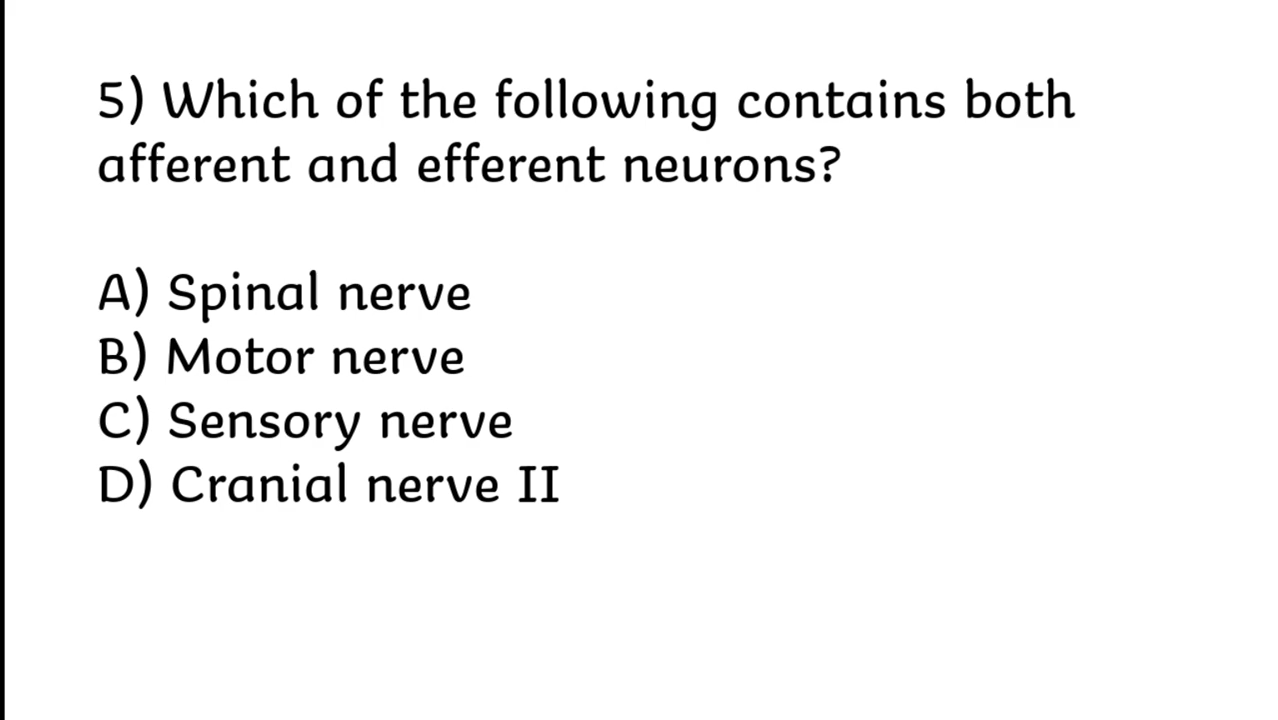 5) Which of the following contains both
afferent and efferent neurons?
A) Spinal nerve
B) Motor nerve
C) Sensory nerve
D) Cranial nerve II